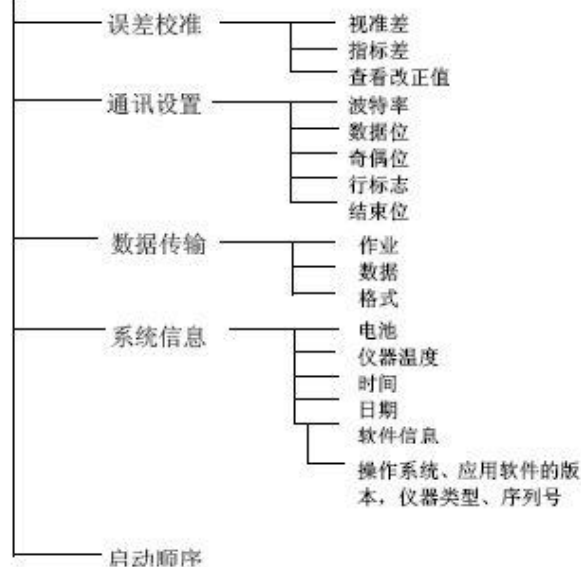 误差校准
视准差
指标差
查看改正值
通讯设置
波特率
数据位
奇偶位
行标志
结束位
数据传输
作业
数据
格式
系统信息
电池
仪器温度
时间
日期
软件信息
操作系统、应用软件的版
本，仪器类型、序列号
启动顺序